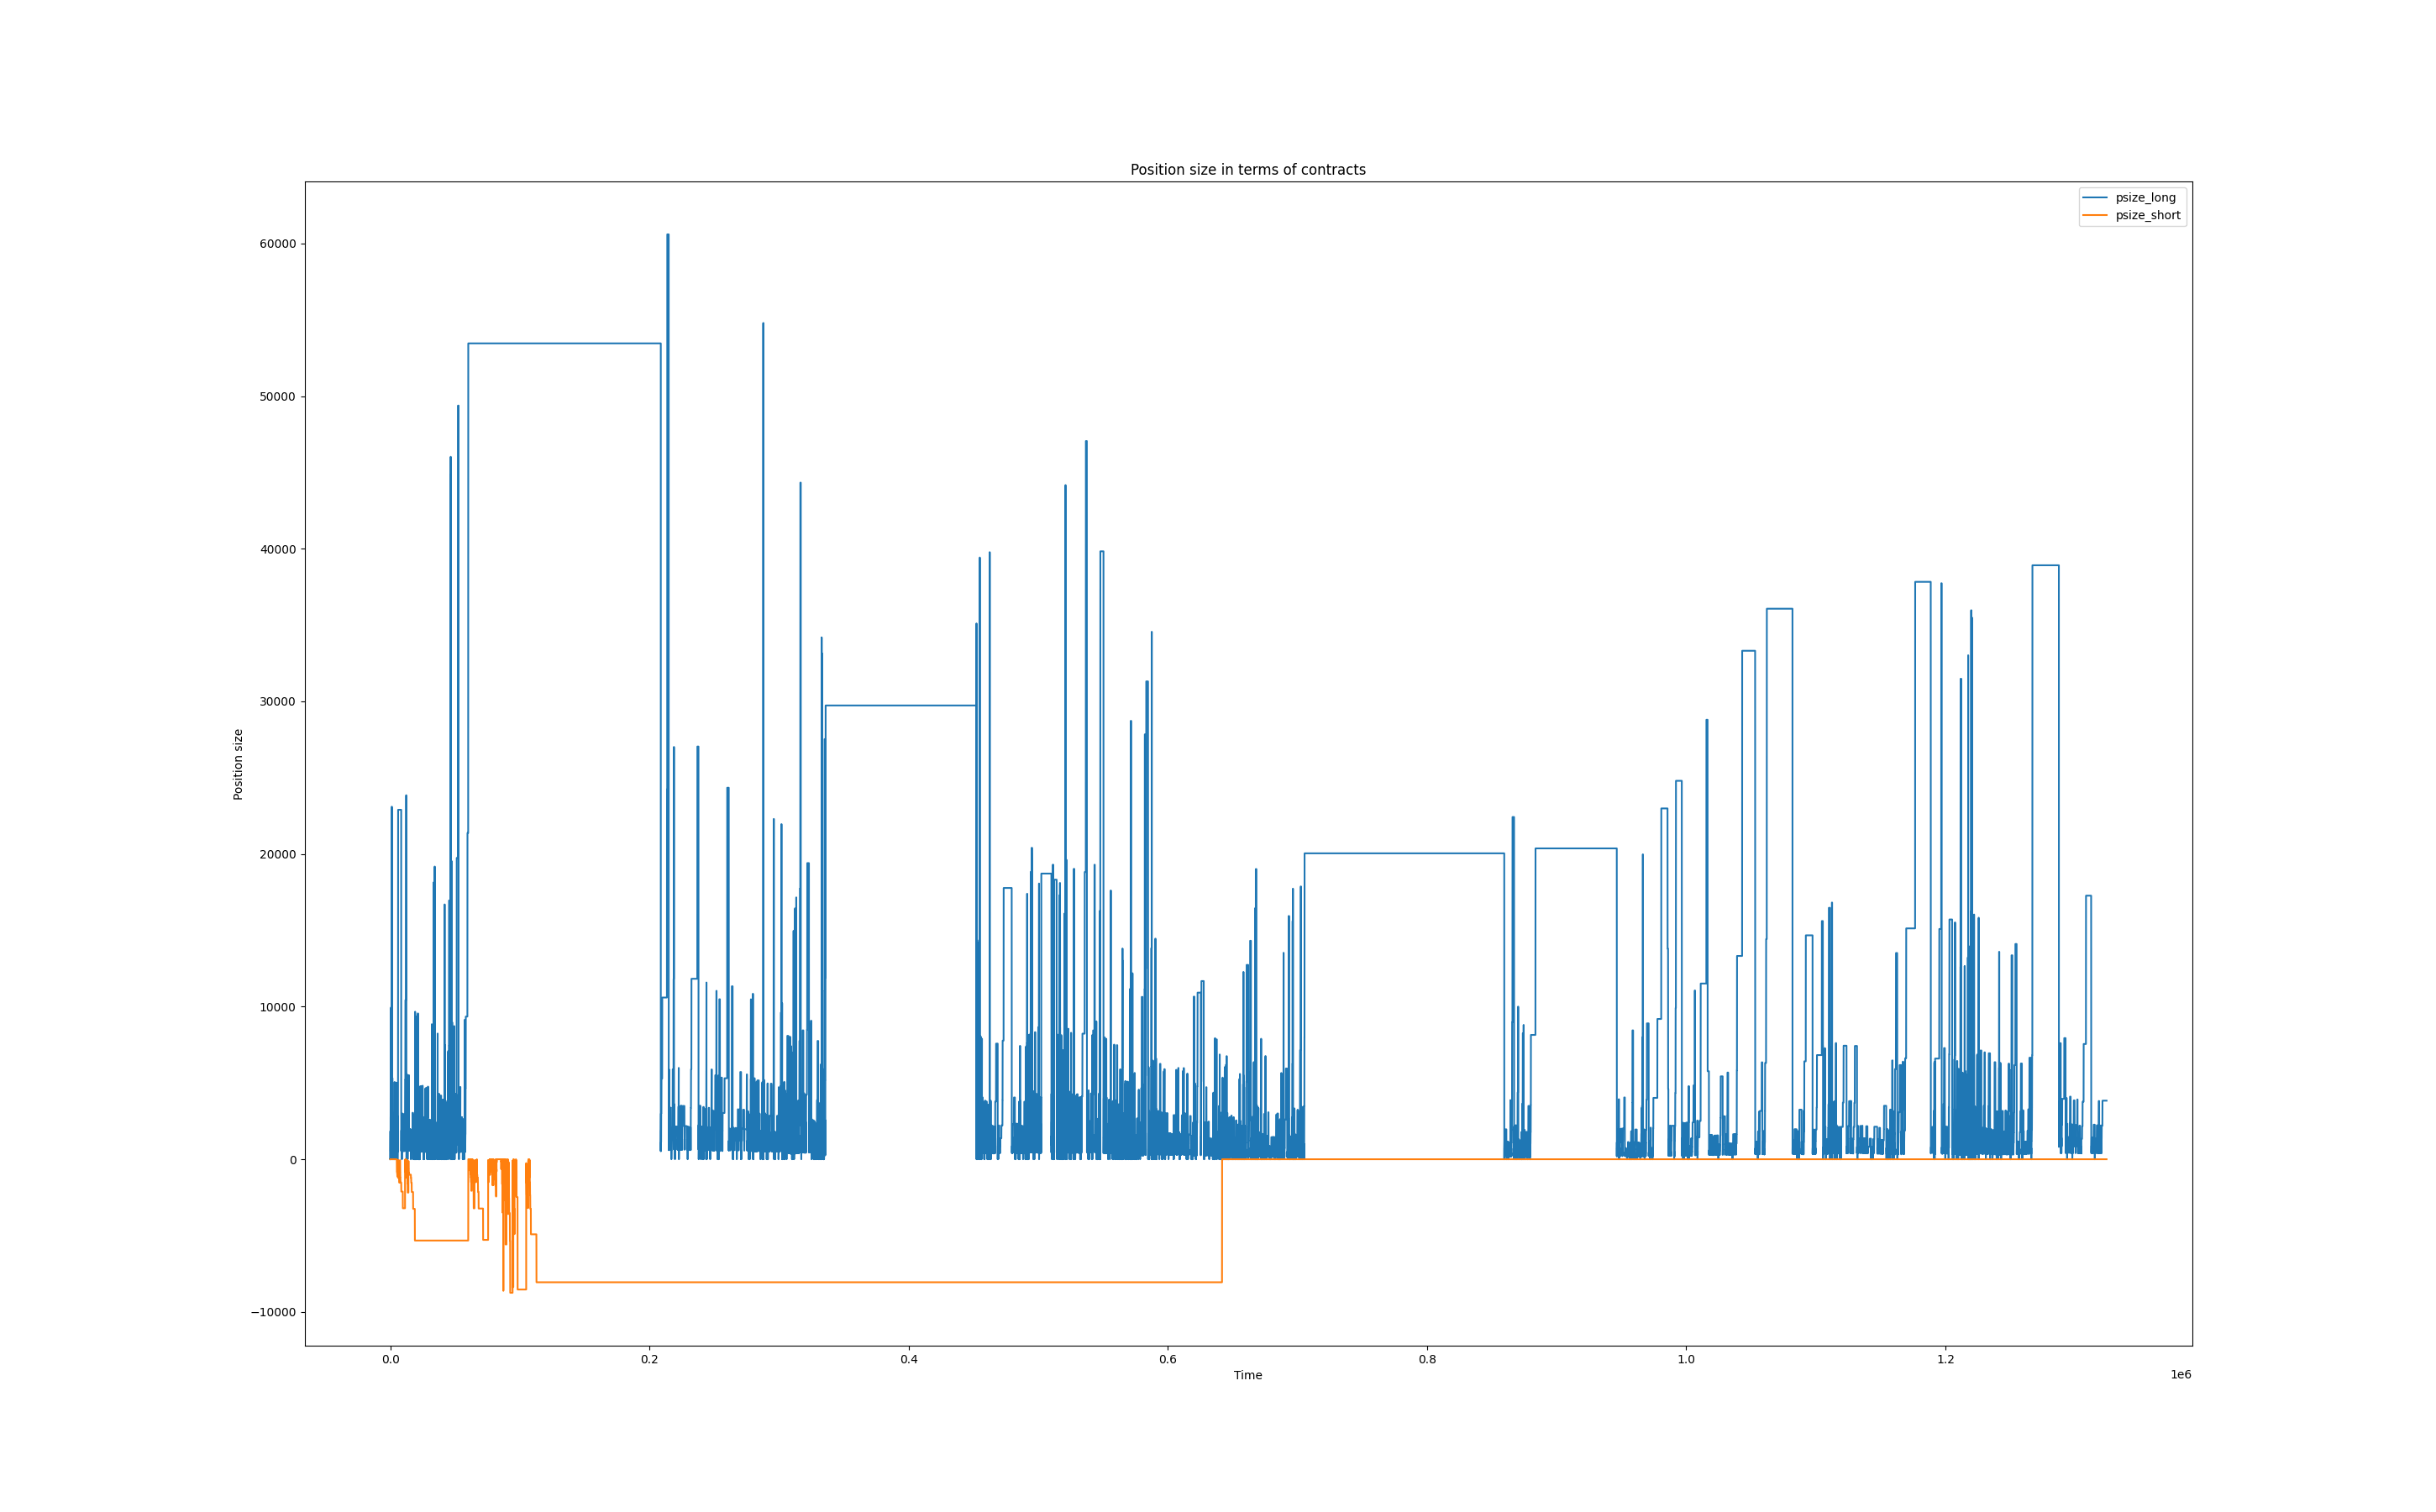 Position size in terms of contracts
psize_long
psize_short
60000
50000
40000
30000
20000
10000
0
−10000
Position size
0.0
0.2
0.4
0.6
0.8
1.0
1.2
Time
1e6